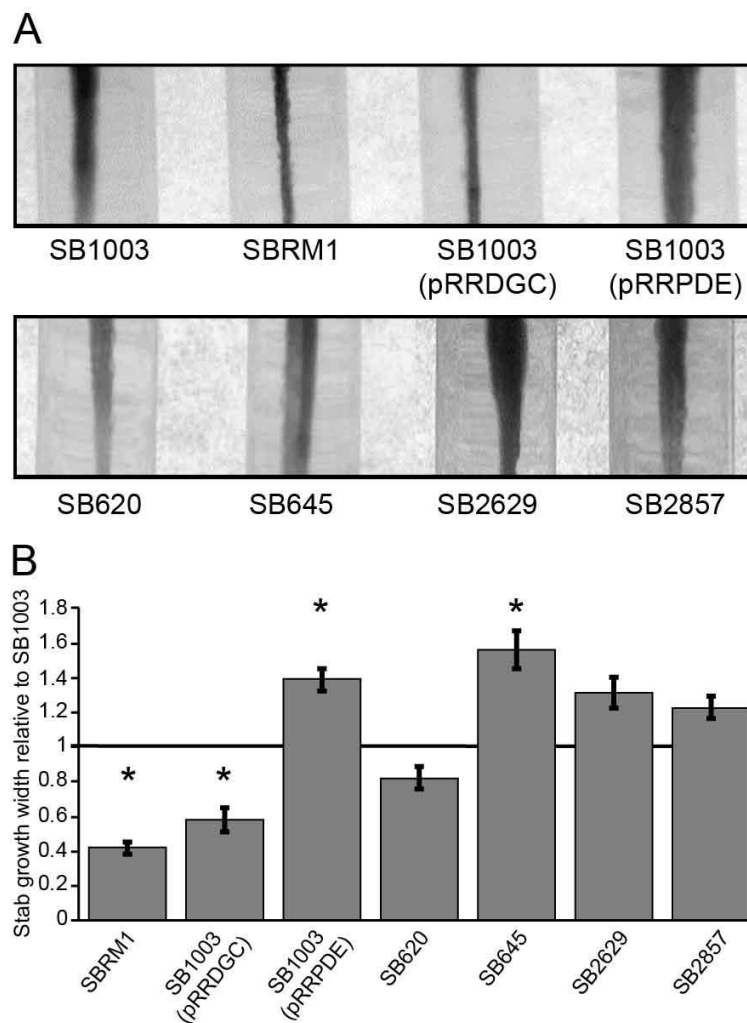 A
SB1003 SBRM1 SB1003 SB1003
(pRRDGC) (pRRPDE)
SB620 SB645 SB2629 SB2857
B
Stab growth width relative to SB1003
1.8
1.6
1.4
1.2
1
0.8
0.6
0.4
0.2
0
* * * *
SBRM1
SB1003
(pRRDGC)
SB1003
(pRRPDE)
SB620
SB645
SB2629
SB2857